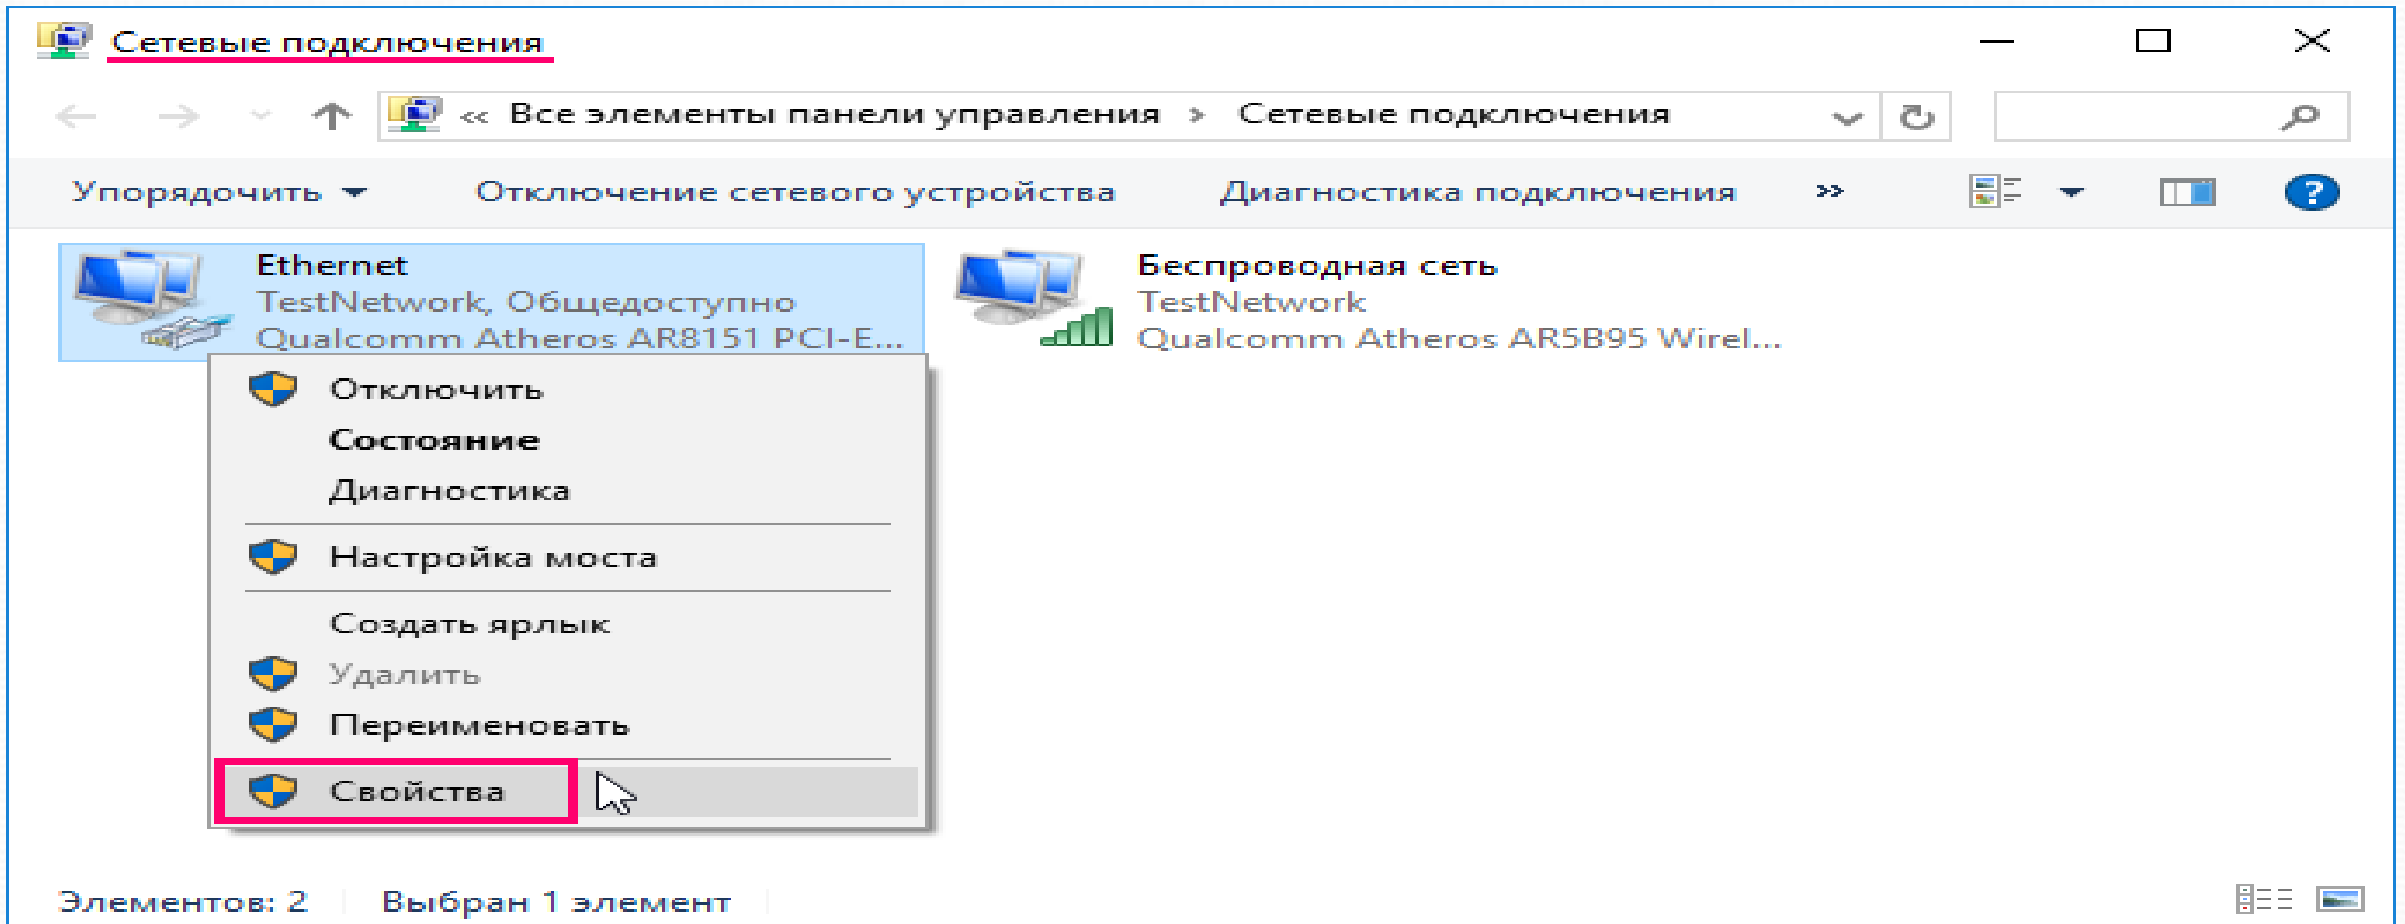 Сетевые подключения
« Все элементы панели управления › Сетевые подключения
Упорядочить Отключение сетевого устройства Диагностика подключения »
Ethernet
TestNetwork, Общедоступно
Qualcomm Atheros AR8151 PCI-E...
Беспроводная сеть
TestNetwork
Qualcomm Atheros AR5B95 Wirel...
Отключить
Состояние
Диагностика
Настройка моста
Создать ярлык
Удалить
Переименовать
Свойства
Элементов: 2 Выбран 1 элемент